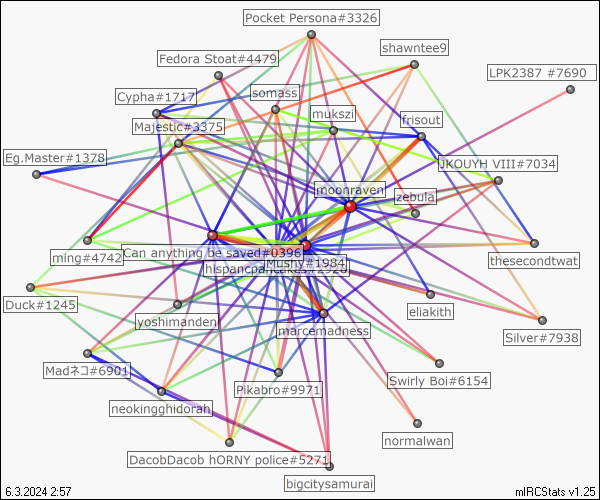 Pocket Persona#3326
shawntee9
Fedora Stoat#4479
LPK2387 #7690
somass
Cypha#1717
mukszi
frisout
Majestic#3375
Eg.Master#1378
JKOUYH VIII#7034
moonraven
zebula
Can anything be saved#0396
thesecondtwat
ming#4742
Mushy#1984
eliakith
Duck#1245
yoshimanden
marcemadness
Silver#7938
Madネコ#6901
Swirly Boi#6154
Pikabro#9971
neokingghidorah
normalwan
DacobDacob hORNY police#5271
bigcitysamurai
6.3.2024 2:57
mIRCStats v1.25